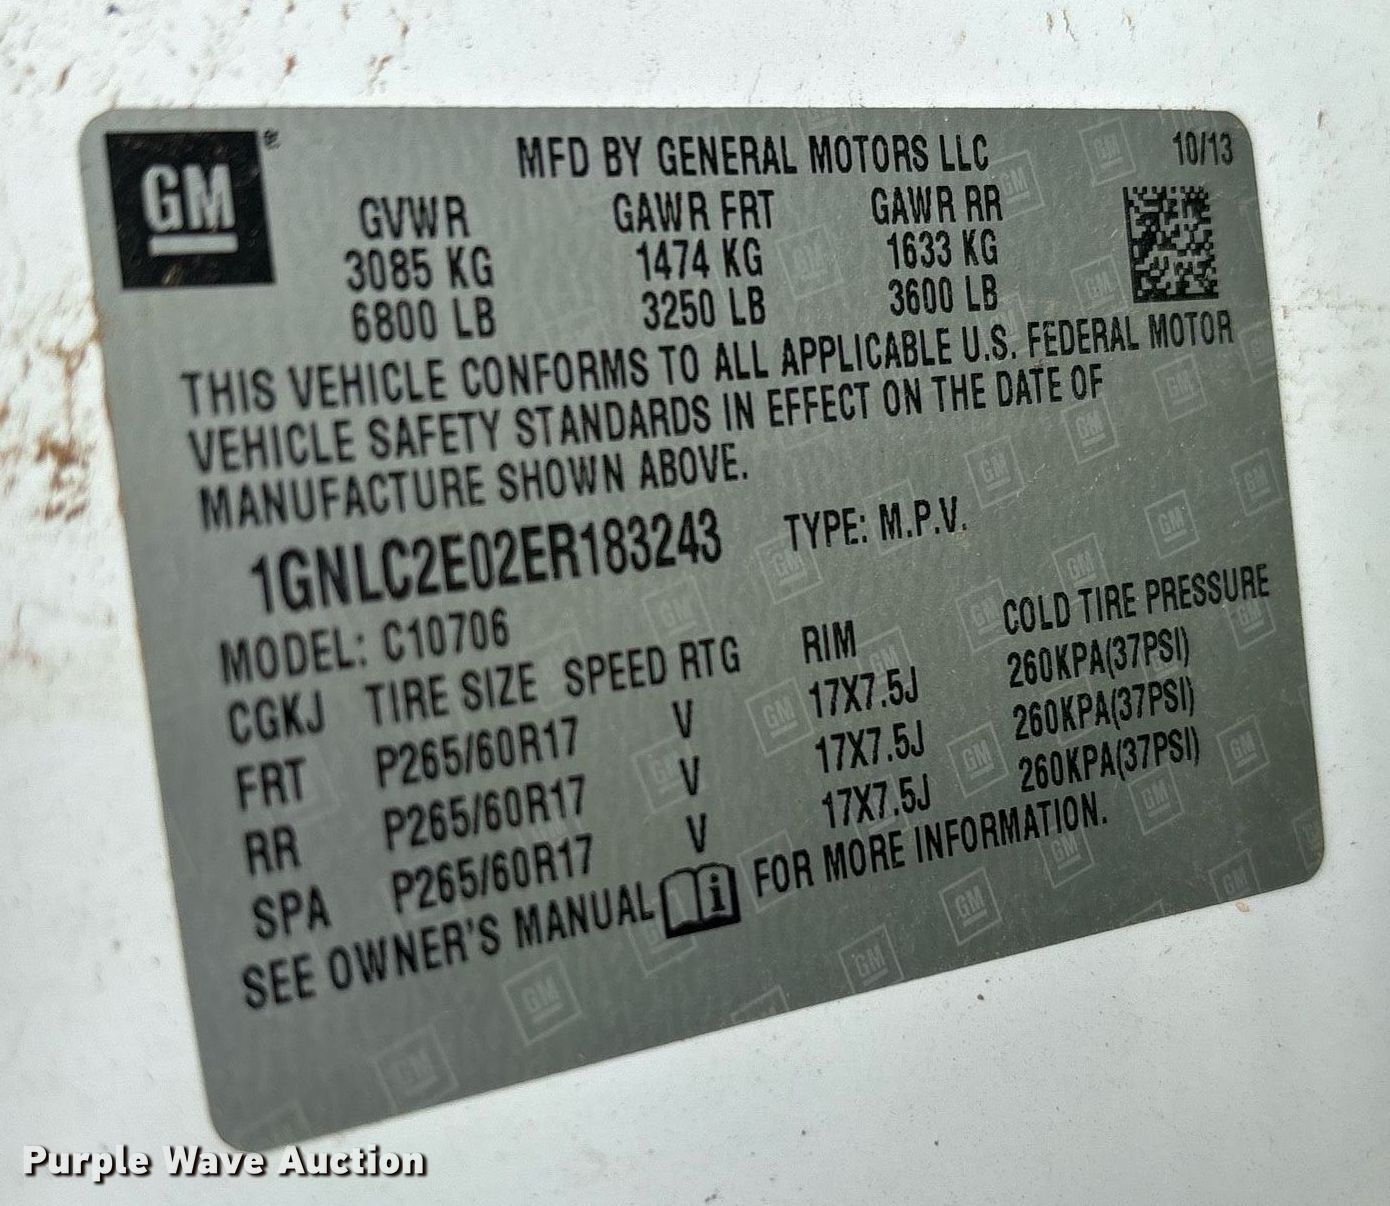 GM®
MFD BY GENERAL MOTORS LLC 10/13
GVWR GAWR FRT GAWR RR
3085 KG 1474 KG 1633 KG
6800 LB 3250 LB 3600 LB
THIS VEHICLE CONFORMS TO ALL APPLICABLE U.S. FEDERAL MOTOR
VEHICLE SAFETY STANDARDS IN EFFECT ON THE DATE OF
MANUFACTURE SHOWN ABOVE.
1GNLC2E02ER183243 TYPE: M.P.V.
MODEL: C10706
CGKJ TIRE SIZE SPEED RTG RIM COLD TIRE PRESSURE
FRT P265/60R17 V 17X7.5J 260KPA(37PSI)
RR P265/60R17 V 17X7.5J 260KPA(37PSI)
SPA P265/60R17 V 17X7.5J 260KPA(37PSI)
SEE OWNER'S MANUAL i FOR MORE INFORMATION.
Purple Wave Auction